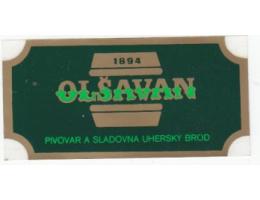 1894
OLŠAVAN
PIVOVAR A SLADOVNA UHERSKÝ BROD